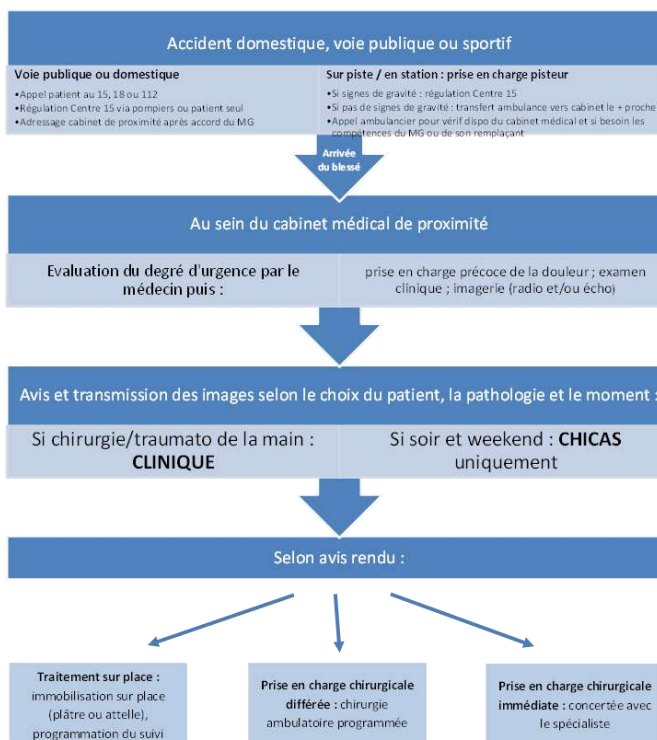 Accident domestique, voie publique ou sportif
Voie publique ou domestique
•Appel patient au 15, 18 ou 112
•Régulation Centre 15 via pompiers ou patient seul
•Adressage cabinet de proximité après accord du MG
Sur piste / en station : prise en charge pisteur
•Si signes de gravité : régulation Centre 15
•Si pas de signes de gravité : transfert ambulance vers cabinet le + proche
•Appel ambulancier pour vérif dispo du cabinet médical et si besoin les
compétences du MG ou de son remplaçant
Arrivée
du blessé
Au sein du cabinet médical de proximité
Evaluation du degré d'urgence par le
médecin puis :
prise en charge précoce de la douleur ; examen
clinique ; imagerie (radio et/ou écho)
Avis et transmission des images selon le choix du patient, la pathologie et le moment :
Si chirurgie/traumato de la main :
CLINIQUE
Si soir et weekend : CHICAS
uniquement
Selon avis rendu :
Traitement sur place :
immobilisation sur place
(plâtre ou attelle),
programmation du suivi
Prise en charge chirurgicale
différée : chirurgie
ambulatoire programmée
Prise en charge chirurgicale
immédiate : concertée avec
le spécialiste